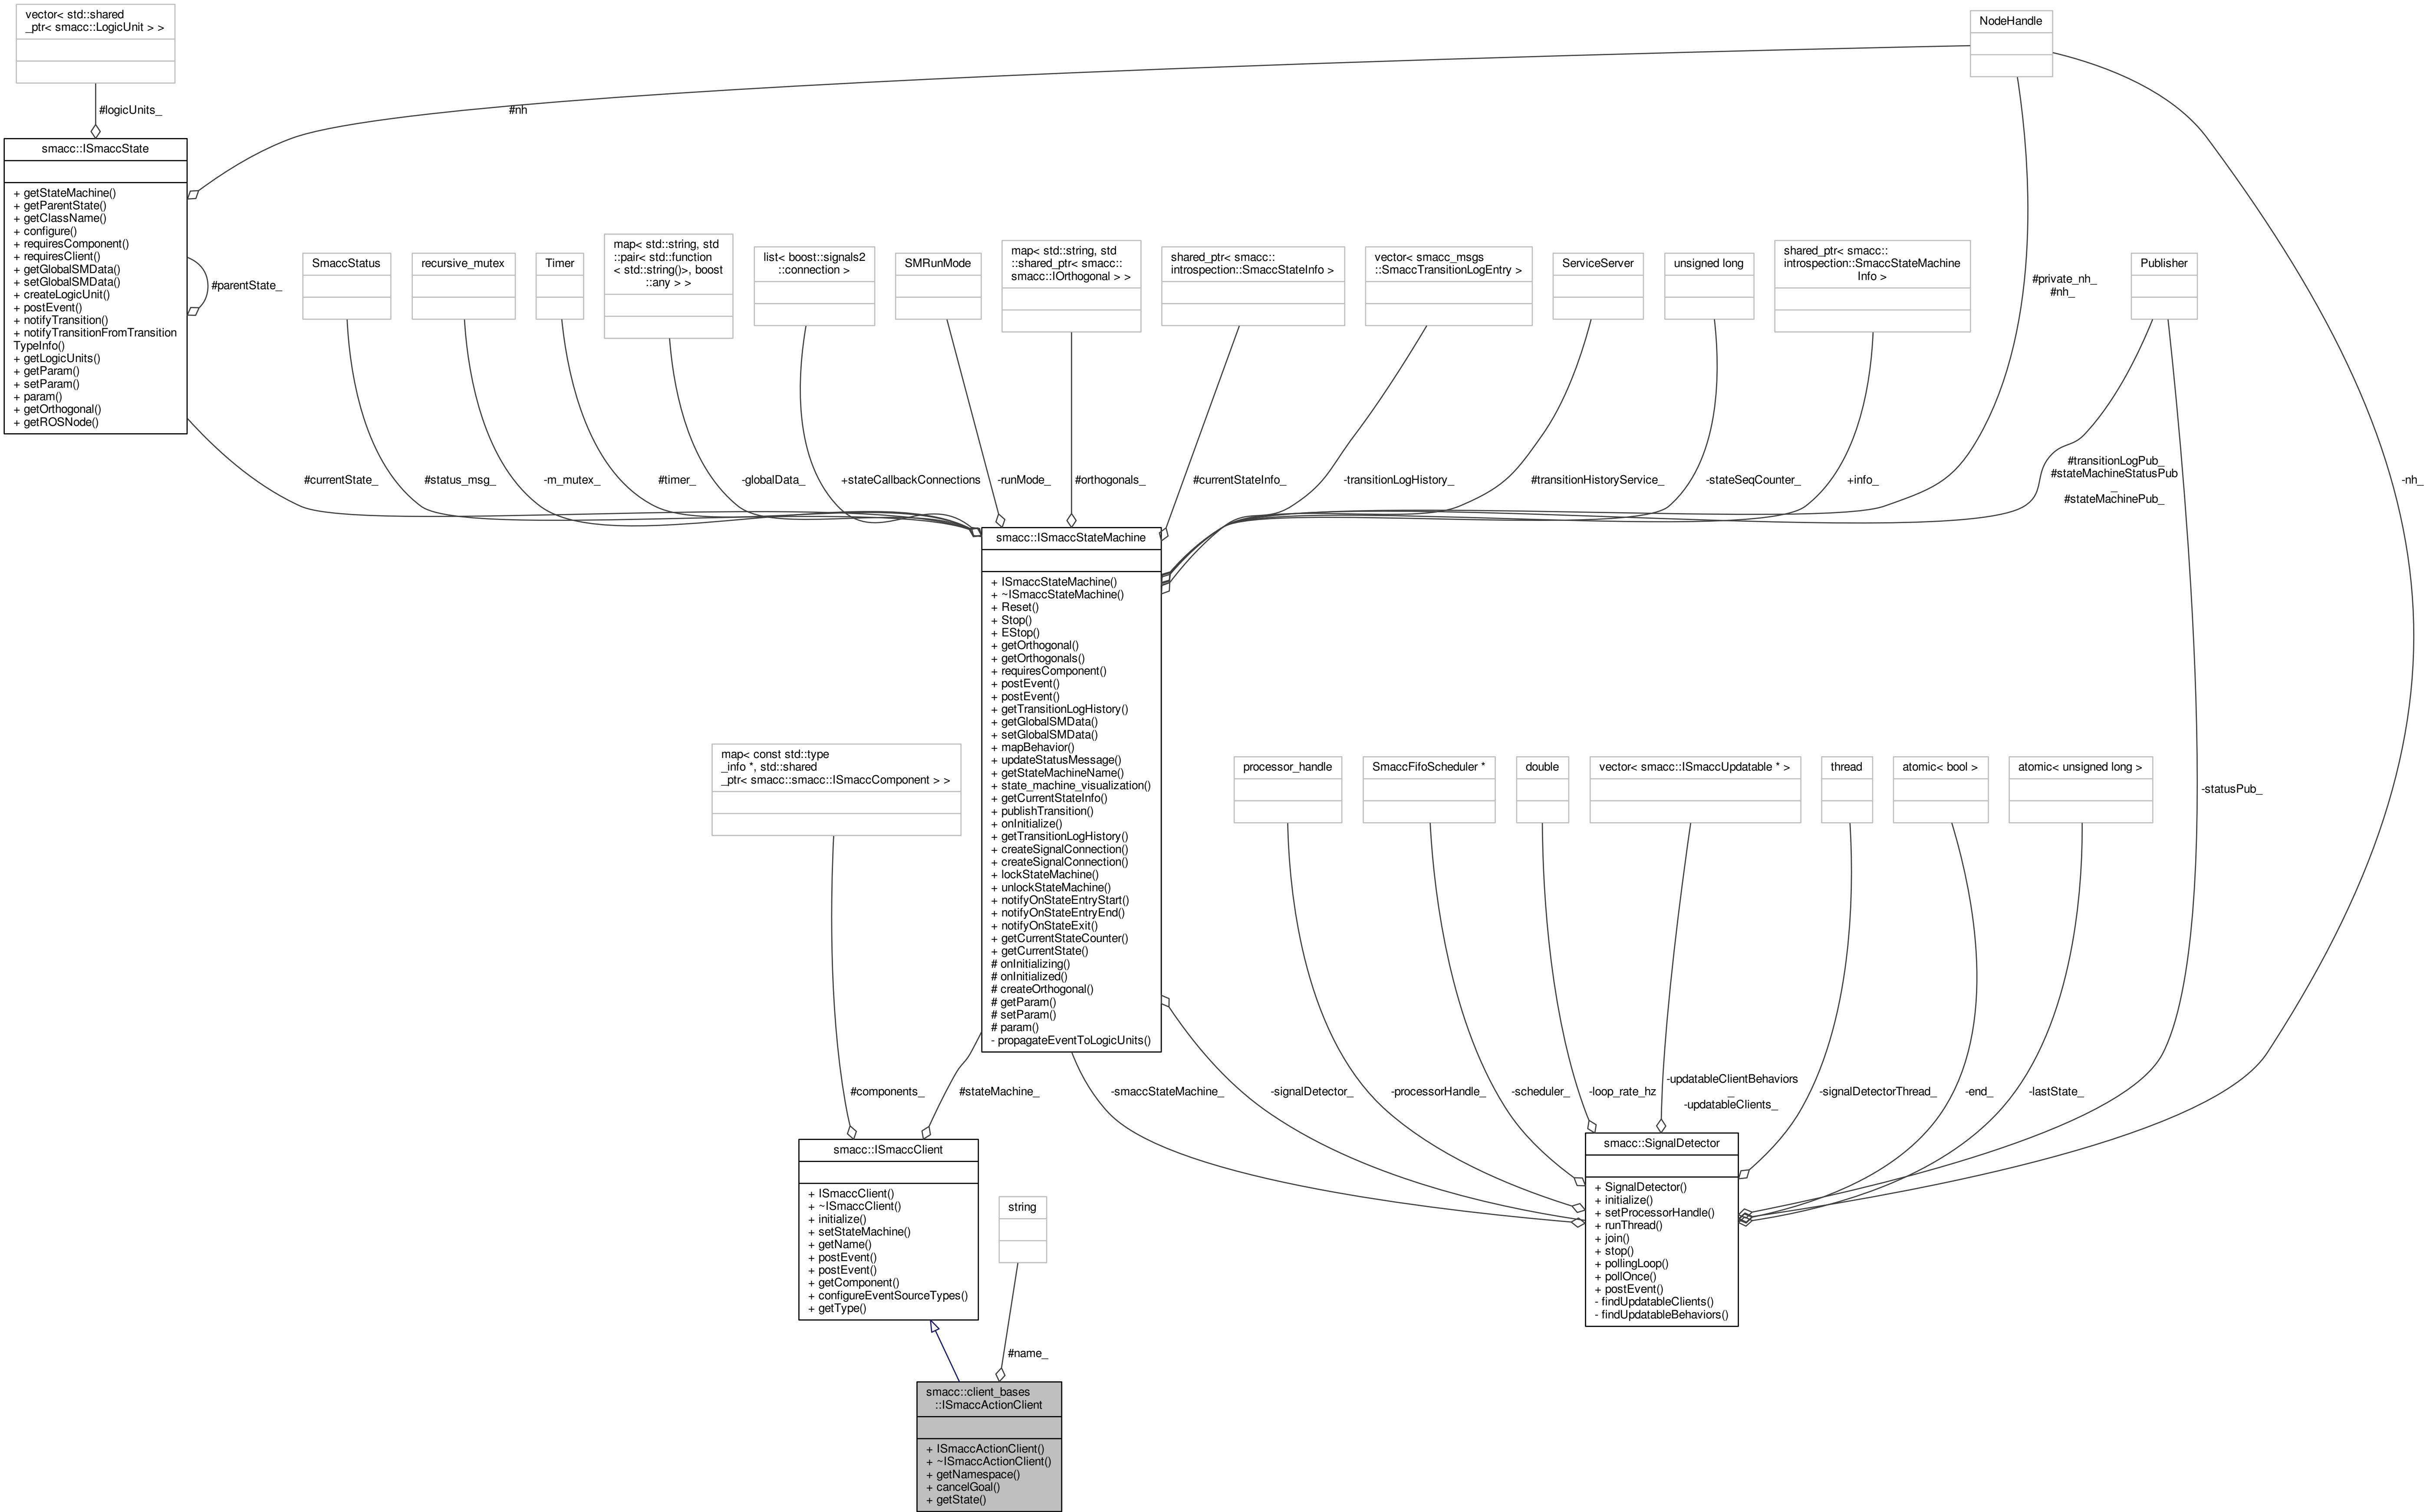 vector< std::shared
_ptr< smacc::LogicUnit > >
NodeHandle
#logicUnits_
#nh
smacc::ISmaccState
+ getStateMachine()
+ getParentState()
+ getClassName()
+ configure()
+ requiresComponent()
+ requiresClient()
+ getGlobalSMData()
+ setGlobalSMData()
+ createLogicUnit()
+ postEvent()
+ notifyTransition()
+ notifyTransitionFromTransition
TypeInfo()
+ getLogicUnits()
+ getParam()
+ setParam()
+ param()
+ getOrthogonal()
+ getROSNode()
#parentState_
SmaccStatus
recursive_mutex
Timer
map< std::string, std
::pair< std::function
< std::string()>, boost
::any > >
list< boost::signals2
::connection >
SMRunMode
map< std::string, std
::shared_ptr< smacc::
smacc::IOrthogonal > >
shared_ptr< smacc::
introspection::SmaccStateInfo >
vector< smacc_msgs
::SmaccTransitionLogEntry >
ServiceServer
unsigned long
shared_ptr< smacc::
introspection::SmaccStateMachine
Info >
#private_nh_
#nh_
Publisher
#currentState_
#status_msg_
-m_mutex_
#timer_
-globalData_
+stateCallbackConnections
-runMode_
#orthogonals_
#currentStateInfo_
-transitionLogHistory_
#transitionHistoryService_
-stateSeqCounter_
+info_
#transitionLogPub_
#stateMachineStatusPub
_
#stateMachinePub_
-nh_
smacc::ISmaccStateMachine
+ ISmaccStateMachine()
+ ~ISmaccStateMachine()
+ Reset()
+ Stop()
+ EStop()
+ getOrthogonal()
+ getOrthogonals()
+ requiresComponent()
+ postEvent()
+ postEvent()
+ getTransitionLogHistory()
+ getGlobalSMData()
+ setGlobalSMData()
+ mapBehavior()
+ updateStatusMessage()
+ getStateMachineName()
+ state_machine_visualization()
+ getCurrentStateInfo()
+ publishTransition()
+ onInitialize()
+ getTransitionLogHistory()
+ createSignalConnection()
+ createSignalConnection()
+ lockStateMachine()
+ unlockStateMachine()
+ notifyOnStateEntryStart()
+ notifyOnStateEntryEnd()
+ notifyOnStateExit()
+ getCurrentStateCounter()
+ getCurrentState()
# onInitializing()
# onInitialized()
# createOrthogonal()
# getParam()
# setParam()
# param()
- propagateEventToLogicUnits()
map< const std::type
_info *, std::shared
_ptr< smacc::smacc::ISmaccComponent > >
processor_handle
SmaccFifoScheduler *
double
vector< smacc::ISmaccUpdatable * >
thread
atomic< bool >
atomic< unsigned long >
-statusPub_
#components_
#stateMachine_
-smaccStateMachine_
-signalDetector_
-processorHandle_
-scheduler_
-loop_rate_hz
-updatableClientBehaviors
_
-updatableClients_
-signalDetectorThread_
-end_
-lastState_
smacc::ISmaccClient
+ ISmaccClient()
+ ~ISmaccClient()
+ initialize()
+ setStateMachine()
+ getName()
+ postEvent()
+ postEvent()
+ getComponent()
+ configureEventSourceTypes()
+ getType()
string
smacc::SignalDetector
+ SignalDetector()
+ initialize()
+ setProcessorHandle()
+ runThread()
+ join()
+ stop()
+ pollingLoop()
+ pollOnce()
+ postEvent()
- findUpdatableClients()
- findUpdatableBehaviors()
#name_
smacc::client_bases
::ISmaccActionClient
+ ISmaccActionClient()
+ ~ISmaccActionClient()
+ getNamespace()
+ cancelGoal()
+ getState()